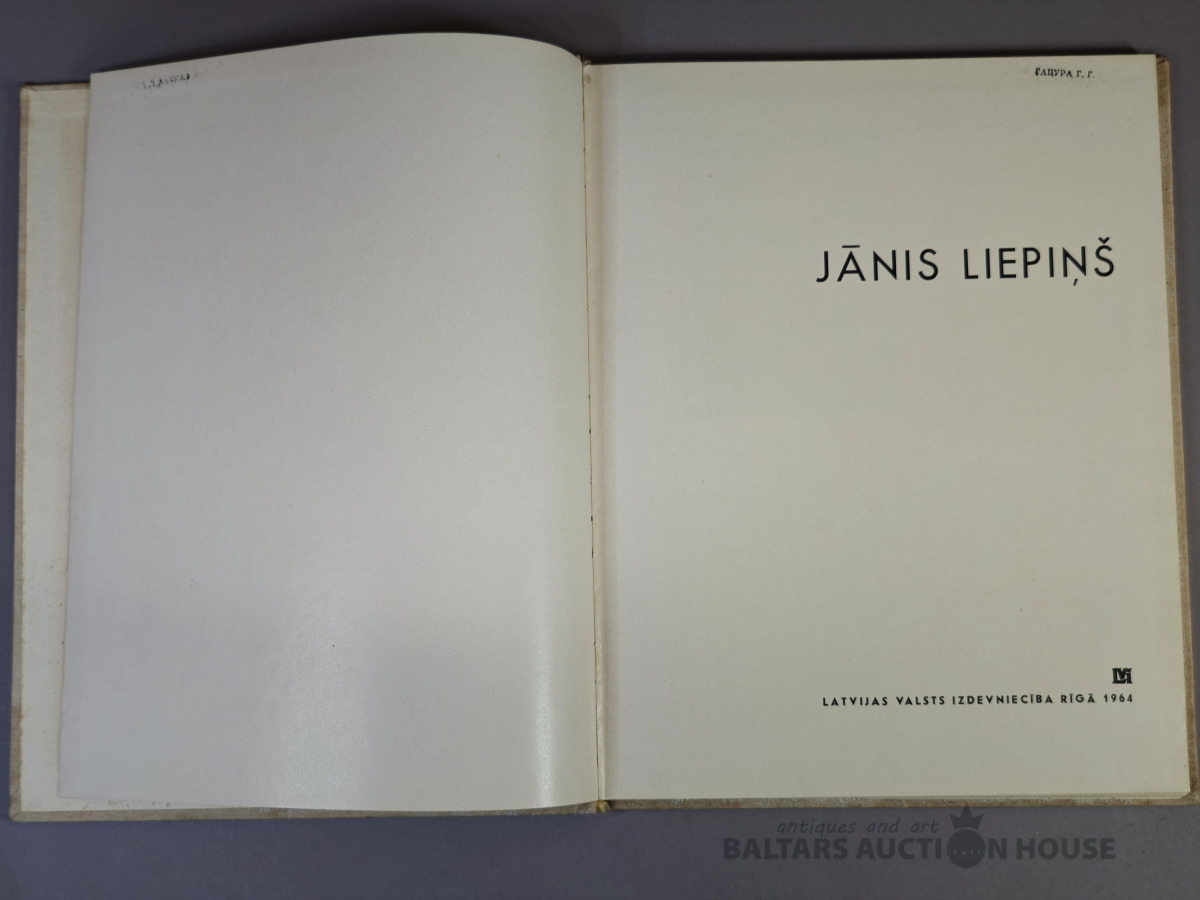 ГАЦУРА Г. Г.
JĀNIS LIEPIŅŠ
LATVIJAS VALSTS IZDEVNIECĪBA RĪGĀ 1964
antiques and art
BALTARS AUCTION HOUSE